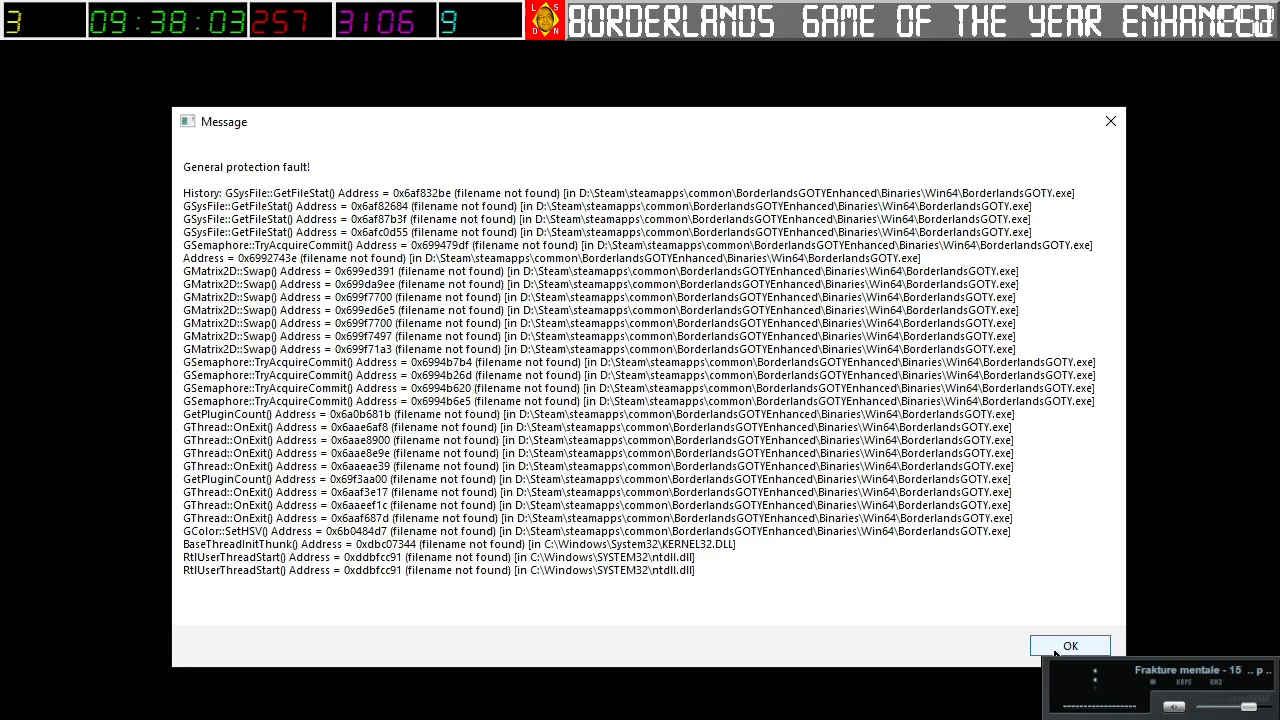 3
09:38:03
257
3106
9
L S
D N
BORDERLANDS GAME OF THE YEAR ENHANCED
Message
General protection fault!
History: GSysFile::GetFileStat() Address = 0x6af832be (filename not found) [in D:\Steam\steamapps\common\BorderlandsGOTYEnhanced\Binaries\Win64\BorderlandsGOTY.exe]
GSysFile::GetFileStat() Address = 0x6af82684 (filename not found) [in D:\Steam\steamapps\common\BorderlandsGOTYEnhanced\Binaries\Win64\BorderlandsGOTY.exe]
GSysFile::GetFileStat() Address = 0x6af87b3f (filename not found) [in D:\Steam\steamapps\common\BorderlandsGOTYEnhanced\Binaries\Win64\BorderlandsGOTY.exe]
GSysFile::GetFileStat() Address = 0x6afc0d55 (filename not found) [in D:\Steam\steamapps\common\BorderlandsGOTYEnhanced\Binaries\Win64\BorderlandsGOTY.exe]
GSemaphore::TryAcquireCommit() Address = 0x699479df (filename not found) [in D:\Steam\steamapps\common\BorderlandsGOTYEnhanced\Binaries\Win64\BorderlandsGOTY.exe]
Address = 0x6992743e (filename not found) [in D:\Steam\steamapps\common\BorderlandsGOTYEnhanced\Binaries\Win64\BorderlandsGOTY.exe]
GMatrix2D::Swap() Address = 0x699ed391 (filename not found) [in D:\Steam\steamapps\common\BorderlandsGOTYEnhanced\Binaries\Win64\BorderlandsGOTY.exe]
GMatrix2D::Swap() Address = 0x699da9ee (filename not found) [in D:\Steam\steamapps\common\BorderlandsGOTYEnhanced\Binaries\Win64\BorderlandsGOTY.exe]
GMatrix2D::Swap() Address = 0x699f7700 (filename not found) [in D:\Steam\steamapps\common\BorderlandsGOTYEnhanced\Binaries\Win64\BorderlandsGOTY.exe]
GMatrix2D::Swap() Address = 0x699ed6e5 (filename not found) [in D:\Steam\steamapps\common\BorderlandsGOTYEnhanced\Binaries\Win64\BorderlandsGOTY.exe]
GMatrix2D::Swap() Address = 0x699f7700 (filename not found) [in D:\Steam\steamapps\common\BorderlandsGOTYEnhanced\Binaries\Win64\BorderlandsGOTY.exe]
GMatrix2D::Swap() Address = 0x699f7497 (filename not found) [in D:\Steam\steamapps\common\BorderlandsGOTYEnhanced\Binaries\Win64\BorderlandsGOTY.exe]
GMatrix2D::Swap() Address = 0x699f71a3 (filename not found) [in D:\Steam\steamapps\common\BorderlandsGOTYEnhanced\Binaries\Win64\BorderlandsGOTY.exe]
GSemaphore::TryAcquireCommit() Address = 0x6994b7b4 (filename not found) [in D:\Steam\steamapps\common\BorderlandsGOTYEnhanced\Binaries\Win64\BorderlandsGOTY.exe]
GSemaphore::TryAcquireCommit() Address = 0x6994b26d (filename not found) [in D:\Steam\steamapps\common\BorderlandsGOTYEnhanced\Binaries\Win64\BorderlandsGOTY.exe]
GSemaphore::TryAcquireCommit() Address = 0x6994b620 (filename not found) [in D:\Steam\steamapps\common\BorderlandsGOTYEnhanced\Binaries\Win64\BorderlandsGOTY.exe]
GSemaphore::TryAcquireCommit() Address = 0x6994b6e5 (filename not found) [in D:\Steam\steamapps\common\BorderlandsGOTYEnhanced\Binaries\Win64\BorderlandsGOTY.exe]
GetPluginCount() Address = 0x6a0b681b (filename not found) [in D:\Steam\steamapps\common\BorderlandsGOTYEnhanced\Binaries\Win64\BorderlandsGOTY.exe]
GThread::OnExit() Address = 0x6aae6af8 (filename not found) [in D:\Steam\steamapps\common\BorderlandsGOTYEnhanced\Binaries\Win64\BorderlandsGOTY.exe]
GThread::OnExit() Address = 0x6aae8900 (filename not found) [in D:\Steam\steamapps\common\BorderlandsGOTYEnhanced\Binaries\Win64\BorderlandsGOTY.exe]
GThread::OnExit() Address = 0x6aae8e9e (filename not found) [in D:\Steam\steamapps\common\BorderlandsGOTYEnhanced\Binaries\Win64\BorderlandsGOTY.exe]
GThread::OnExit() Address = 0x6aaeae39 (filename not found) [in D:\Steam\steamapps\common\BorderlandsGOTYEnhanced\Binaries\Win64\BorderlandsGOTY.exe]
GetPluginCount() Address = 0x69f3aa00 (filename not found) [in D:\Steam\steamapps\common\BorderlandsGOTYEnhanced\Binaries\Win64\BorderlandsGOTY.exe]
GThread::OnExit() Address = 0x6aaf3e17 (filename not found) [in D:\Steam\steamapps\common\BorderlandsGOTYEnhanced\Binaries\Win64\BorderlandsGOTY.exe]
GThread::OnExit() Address = 0x6aaeef1c (filename not found) [in D:\Steam\steamapps\common\BorderlandsGOTYEnhanced\Binaries\Win64\BorderlandsGOTY.exe]
GThread::OnExit() Address = 0x6aaf687d (filename not found) [in D:\Steam\steamapps\common\BorderlandsGOTYEnhanced\Binaries\Win64\BorderlandsGOTY.exe]
GColor::SetHSV() Address = 0x6b0484d7 (filename not found) [in D:\Steam\steamapps\common\BorderlandsGOTYEnhanced\Binaries\Win64\BorderlandsGOTY.exe]
BaseThreadInitThunk() Address = 0xdbc07344 (filename not found) [in C:\Windows\System32\KERNEL32.DLL]
RtlUserThreadStart() Address = 0xddbfcc91 (filename not found) [in C:\Windows\SYSTEM32\ntdll.dll]
RtlUserThreadStart() Address = 0xddbfcc91 (filename not found) [in C:\Windows\SYSTEM32\ntdll.dll]
OK
Frakture mentale - 15 .. p ..
KBPS KHZ